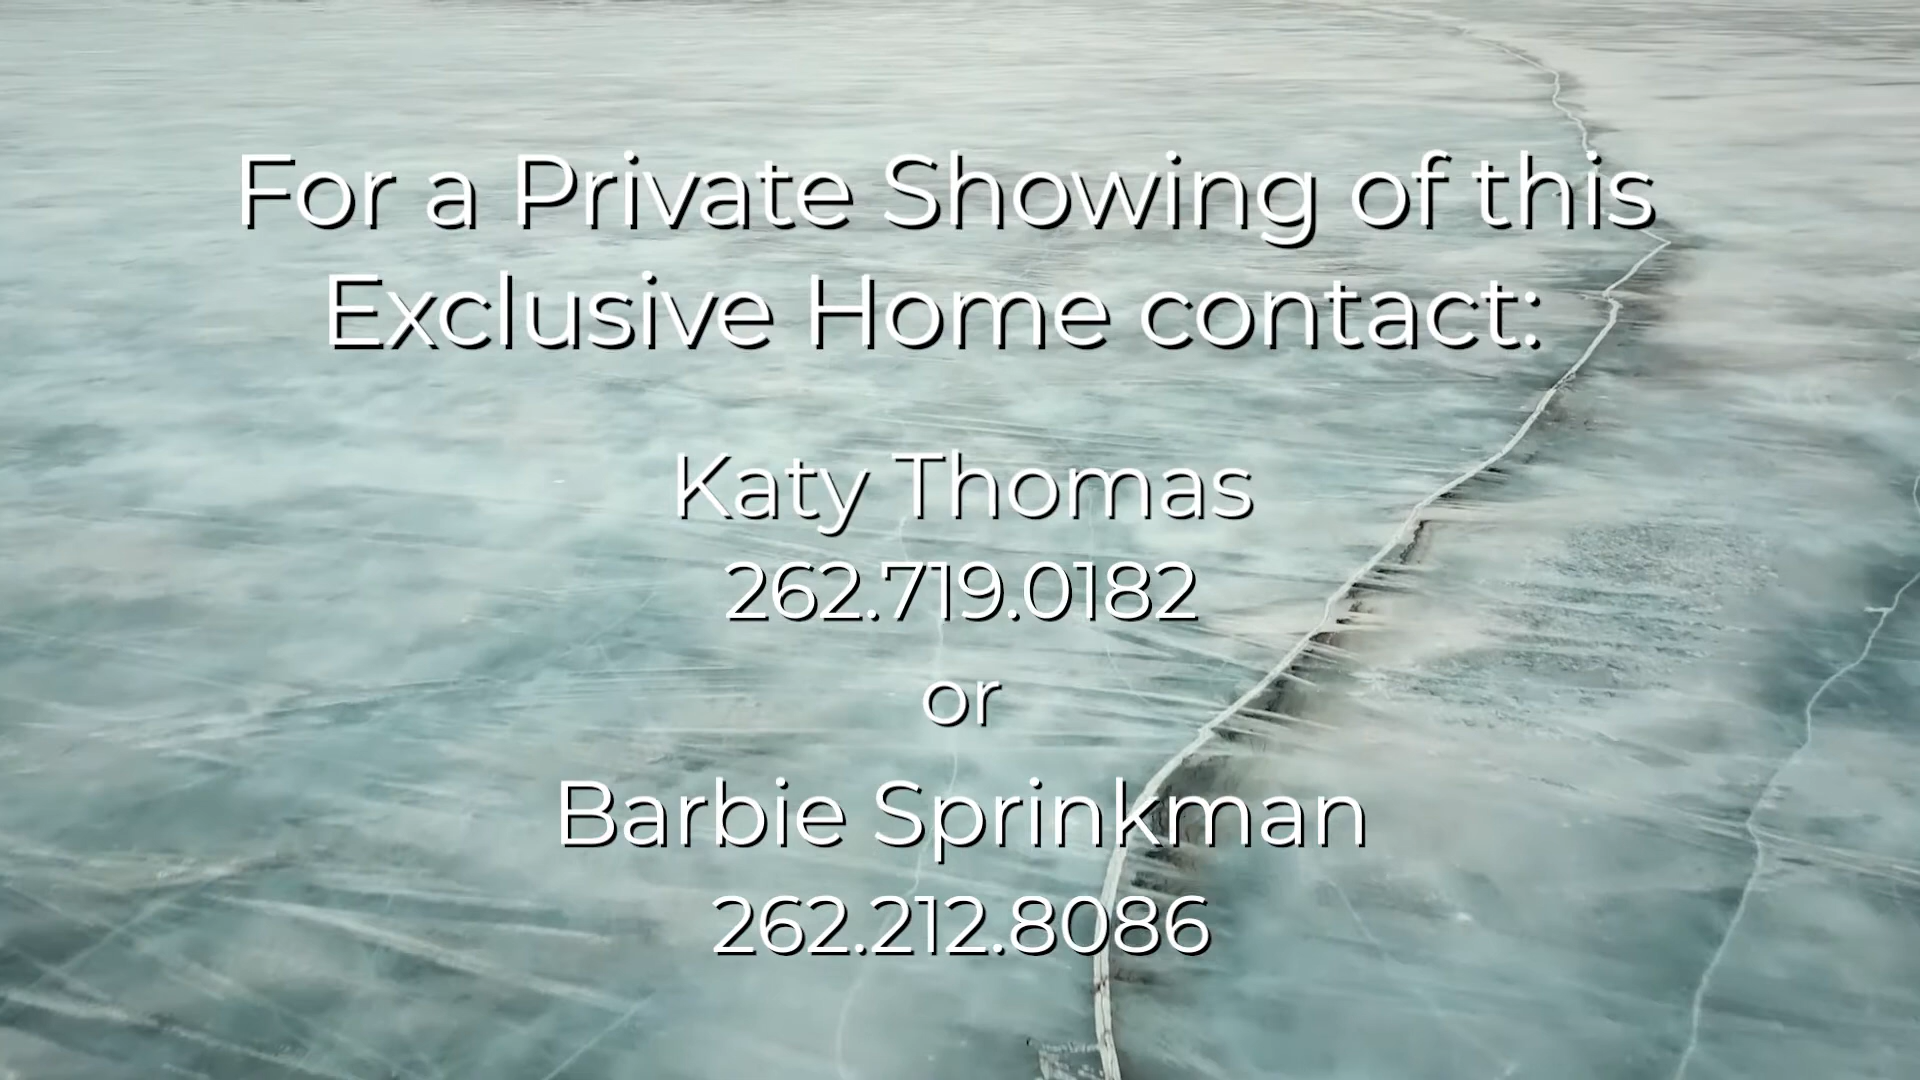 For a Private Showing of this
Exclusive Home contact:
Katy Thomas
262.719.0182
or
Barbie Sprinkman
262.212.8086